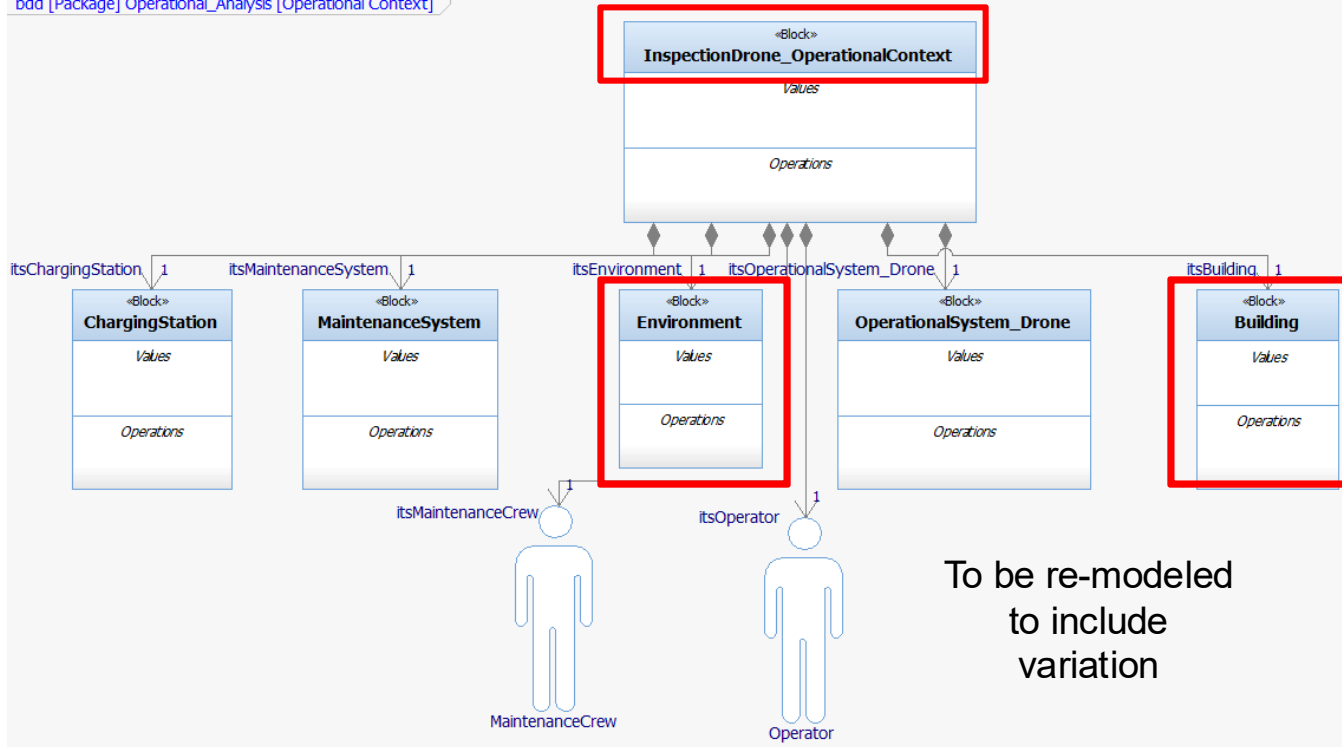 bdd [Package] Operational_Analysis [Operational Context]
«Block»
InspectionDrone_OperationalContext
Values
Operations
itsChargingStation 1
itsMaintenanceSystem 1
itsEnvironment 1
itsOperationalSystem_Drone 1
itsBuilding 1
«Block»
ChargingStation
Values
Operations
«Block»
MaintenanceSystem
Values
Operations
«Block»
Environment
Values
Operations
«Block»
OperationalSystem_Drone
Values
Operations
«Block»
Building
Values
Operations
itsMaintenanceCrew 1
MaintenanceCrew
itsOperator 1
Operator
To be re-modeled
to include
variation